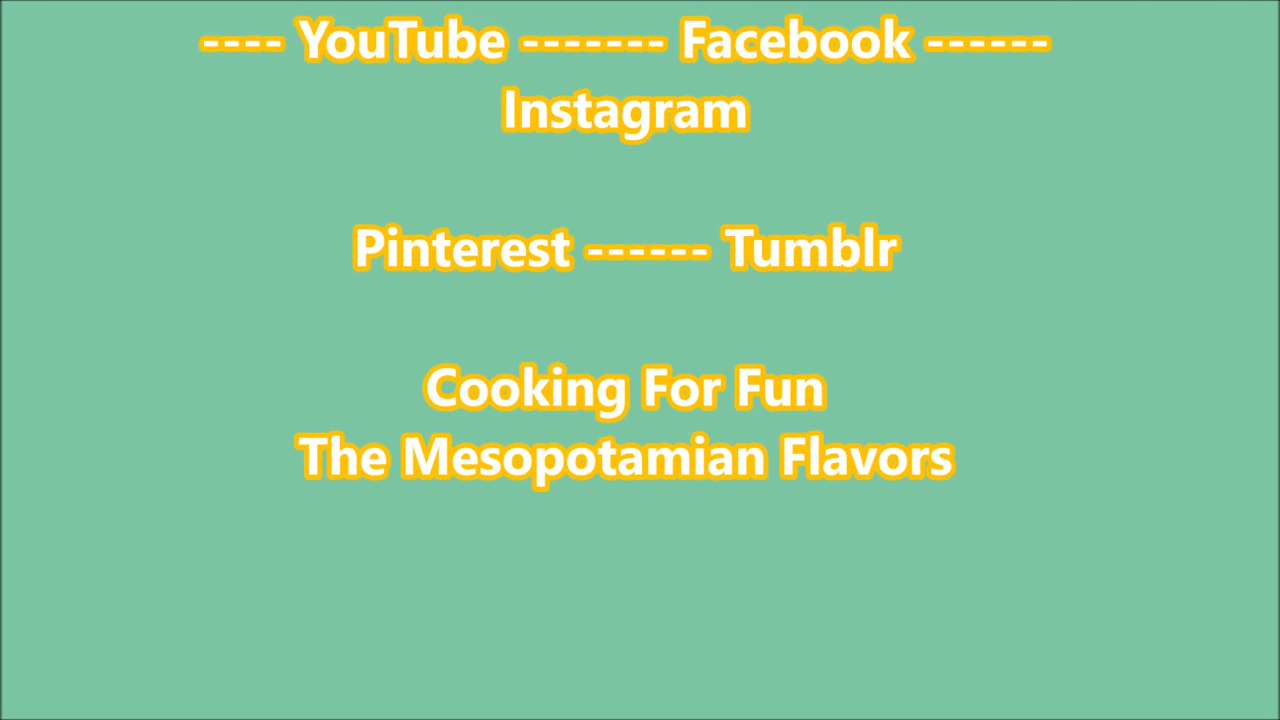 ---- YouTube ------- Facebook ------
Instagram
Pinterest ------ Tumblr
Cooking For Fun
The Mesopotamian Flavors